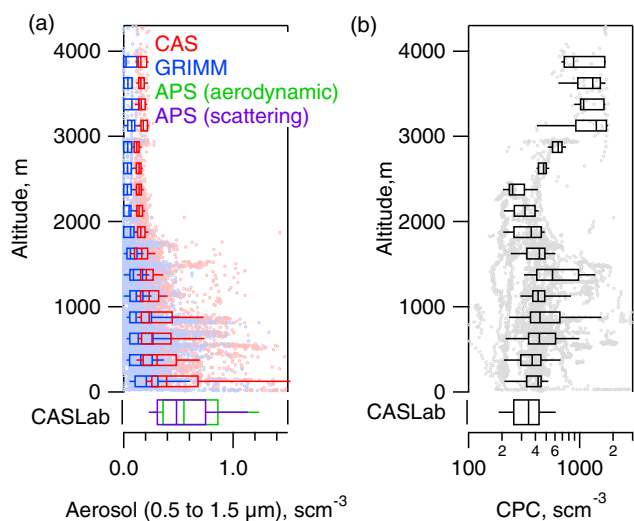 (a)
CAS
GRIMM
APS (aerodynamic)
APS (scattering)
4000
3000
2000
1000
0
Altitude, m
CASLab
0.0
1.0
Aerosol (0.5 to 1.5 µm), scm⁻³
(b)
4000
3000
2000
1000
0
Altitude,m
CASLab
100
2
4
6
1000
2
CPC, scm⁻³